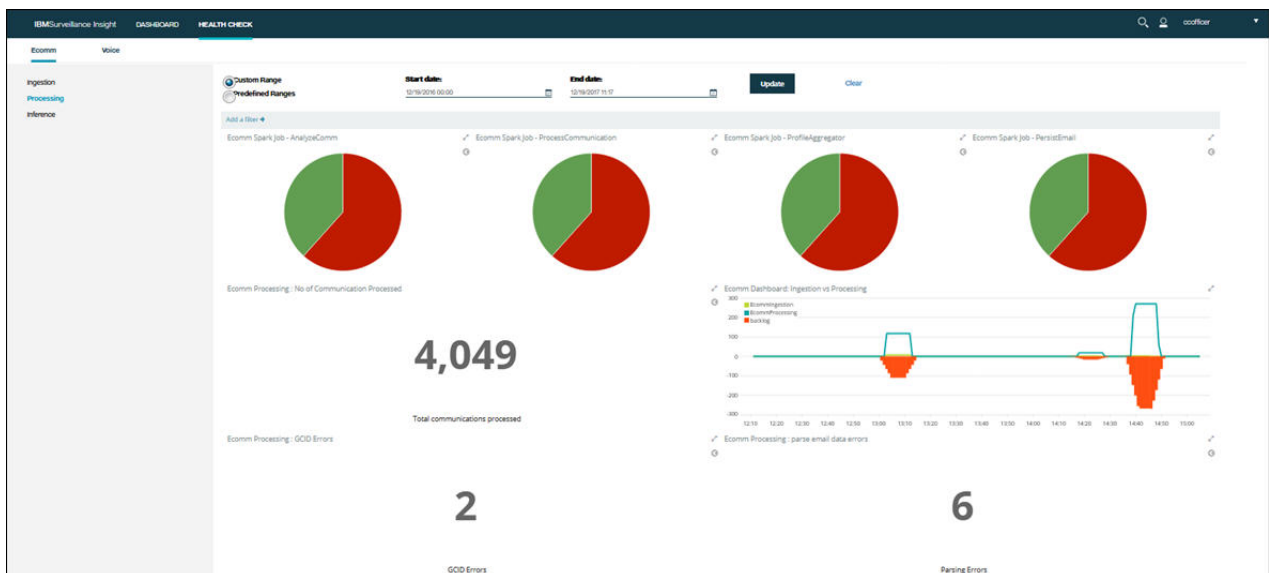 IBMSurveillance Insight DASHBOARD HEALTH CHECK ccofficer
Ecomm Voice
Ingestion
Processing
Inference
Custom Range
Predefined Ranges
Start date:
12/19/2016 00:00
End date:
12/19/2017 11:17
Update
Clear
Add a filter
Ecomm Spark Job - AnalyzeComm
Ecomm Spark Job - ProcessCommunication
Ecomm Spark Job - ProfileAggregator
Ecomm Spark Job - PersistEmail
Ecomm Processing : No of Communication Processed
4,049
Total communications processed
Ecomm Dashboard: Ingestion vs Processing
EcommIngestion
EcommProcessing
backlog
300
200
100
0
-100
-200
-300
12:10 12:20 12:30 12:40 12:50 13:00 13:10 13:20 13:30 13:40 13:50 14:00 14:10 14:20 14:30 14:40 14:50 15:00
Ecomm Processing : GCID Errors
2
GCID Errors
Ecomm Processing : parse email data errors
6
Parsing Errors